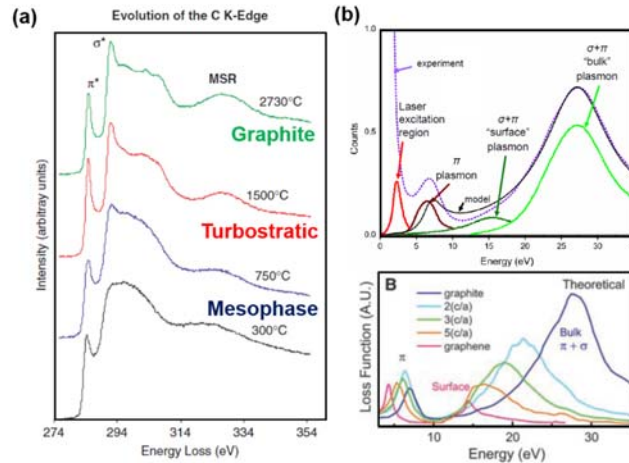 (a)
Evolution of the C K-Edge
σ*
π*
MSR
2730°C
Graphite
1500°C
Turbostratic
750°C
Mesophase
300°C
Intensity (arbitray units)
274 294 314 334 354
Energy Loss (eV)
(b)
1.0
0.5
0.0
Counts
experiment
Laser
excitation
region
π
plasmon
σ+π
"surface"
plasmon
σ+π
"bulk"
plasmon
model
0 5 10 15 20 25 30
Energy (eV)
B
Theoretical
graphite
2(c/a)
3(c/a)
5(c/a)
graphene
Bulk
π + σ
π
Surface
Loss Function (A.U.)
10 20 30
Energy (eV)